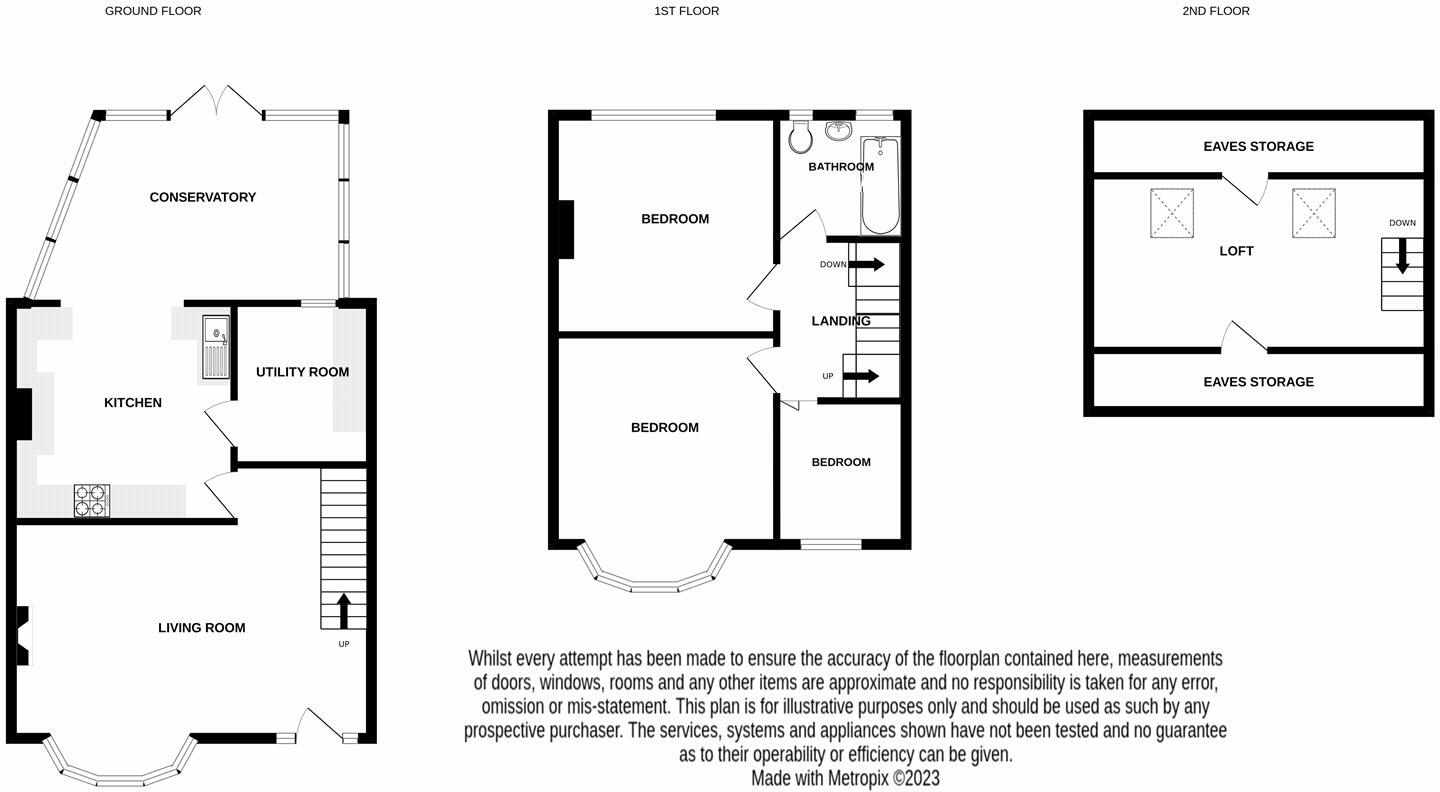 GROUND FLOOR
1ST FLOOR
2ND FLOOR
CONSERVATORY
KITCHEN
UTILITY ROOM
LIVING ROOM
UP
BEDROOM
BATHROOM
DOWN
LANDING
UP
BEDROOM
BEDROOM
EAVES STORAGE
DOWN
LOFT
EAVES STORAGE
Whilst every attempt has been made to ensure the accuracy of the floorplan contained here, measurements
of doors, windows, rooms and any other items are approximate and no responsibility is taken for any error,
omission or mis-statement. This plan is for illustrative purposes only and should be used as such by any
prospective purchaser. The services, systems and appliances shown have not been tested and no guarantee
as to their operability or efficiency can be given.
Made with Metropix ©2023